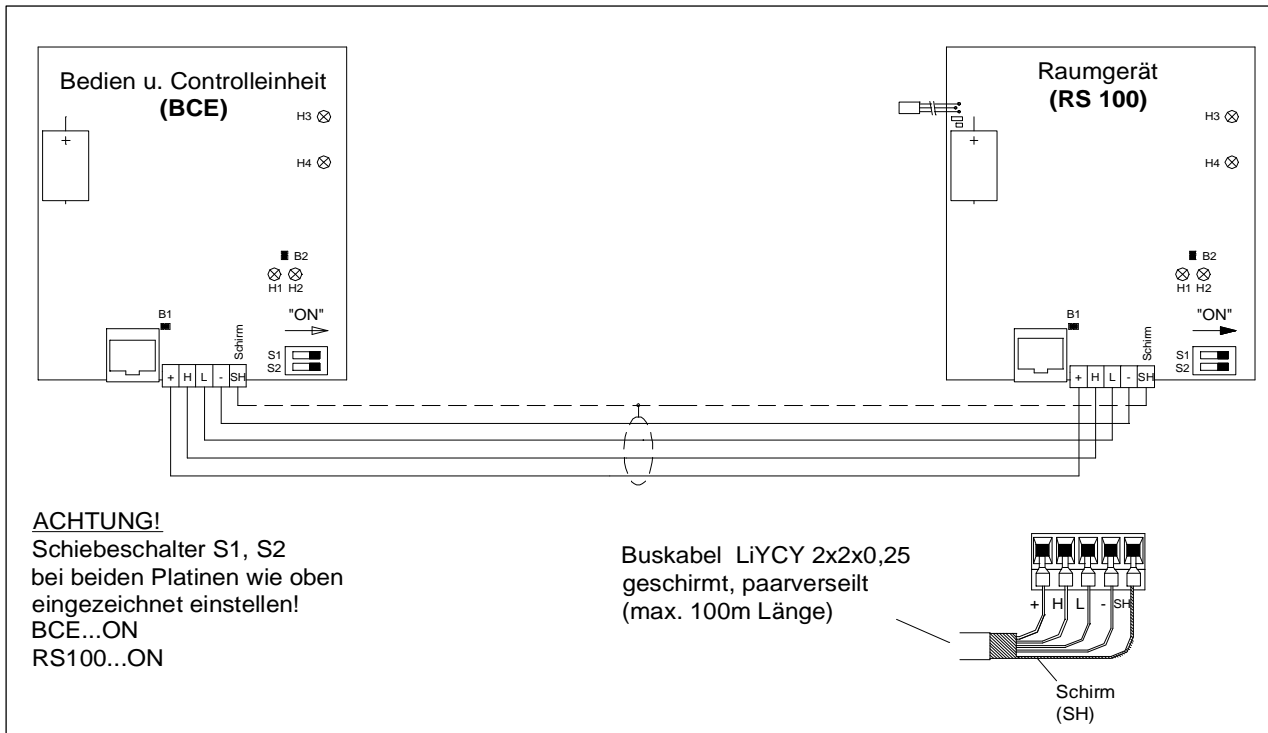 Bedien u. Controlleinheit
(BCE)
+
H3
H4
B2
H1 H2
B1
"ON"
Schirm
S1
S2
+ H L - SH
Raumgerät
(RS 100)
+
H3
H4
B2
H1 H2
B1
"ON"
Schirm
S1
S2
+ H L - SH
ACHTUNG!
Schiebeschalter S1, S2
bei beiden Platinen wie oben
eingezeichnet einstellen!
BCE...ON
RS100...ON
Buskabel LiYCY 2x2x0,25
geschirmt, paarverseilt
(max. 100m Länge)
+ H L - SH
Schirm
(SH)